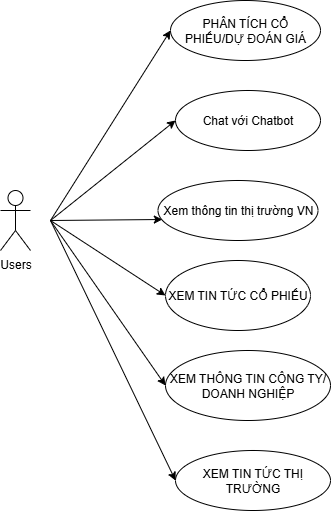 PHÂN TÍCH CỔ
PHIẾU/DỰ ĐOÁN GIÁ
Chat với Chatbot
Xem thông tin thị trường VN
Users
XEM TIN TỨC CỔ PHIẾU
XEM THÔNG TIN CÔNG TY/
DOANH NGHIỆP
XEM TIN TỨC THỊ
TRƯỜNG